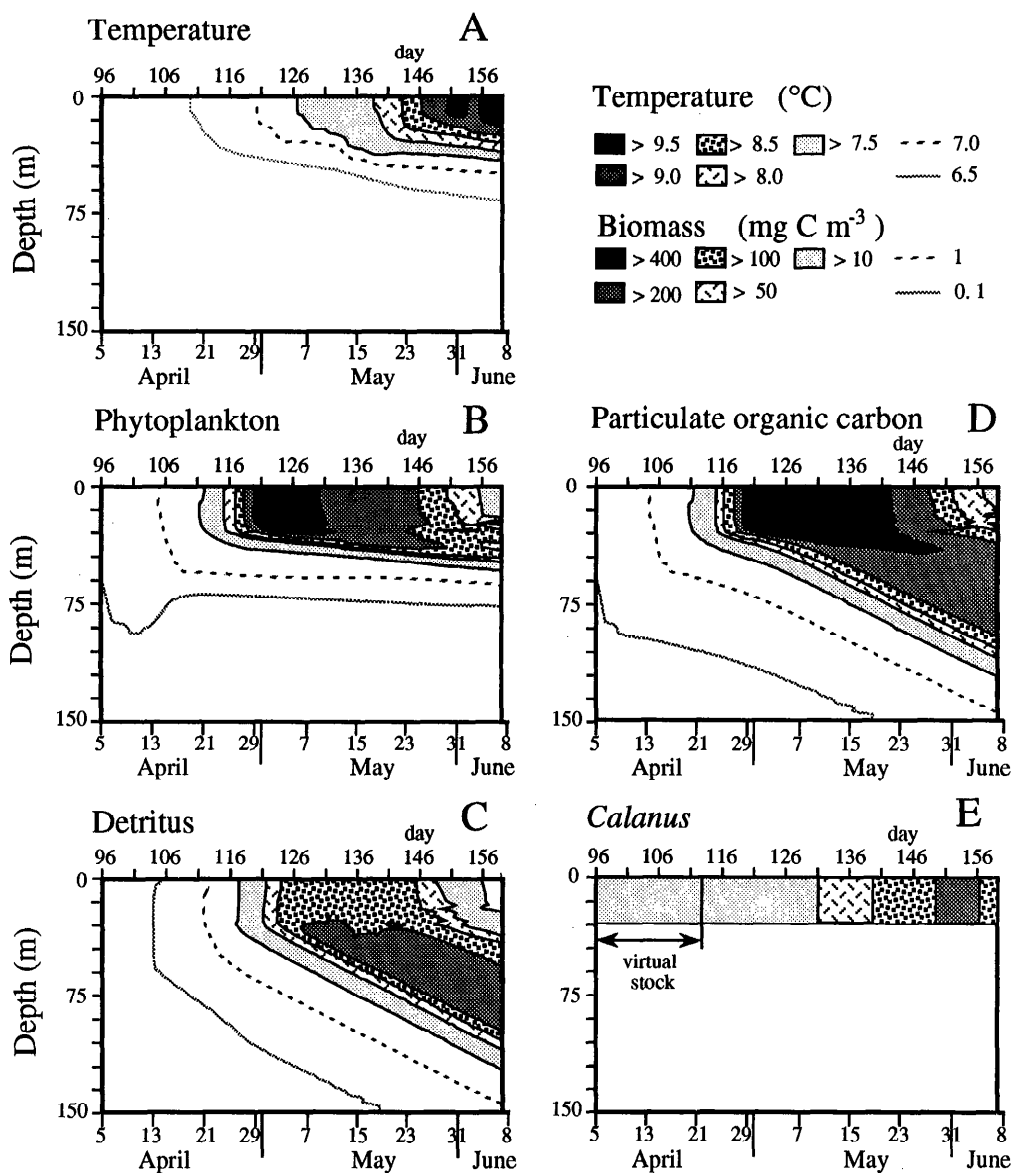 Temperature A
day
96 106 116 126 136 146 156
0
75
150
Depth (m)
5 13 21 29 7 15 23 31 8
April May June
Temperature (°C)
> 9.5 > 8.5 > 7.5 7.0
> 9.0 > 8.0 6.5
Biomass (mg C m-3 )
> 400 > 100 > 10 1
> 200 > 50 0.1
Phytoplankton B
day
96 106 116 126 136 146 156
0
75
150
Depth (m)
5 13 21 29 7 15 23 31 8
April May June
Particulate organic carbon D
day
96 106 116 126 136 146 156
0
75
150
5 13 21 29 7 15 23 31 8
April May June
Detritus C
day
96 106 116 126 136 146 156
0
75
150
Depth (m)
5 13 21 29 7 15 23 31 8
April May June
Calanus E
day
96 106 116 126 136 146 156
0
75
150
virtual
stock
5 13 21 29 7 15 23 31 8
April May June